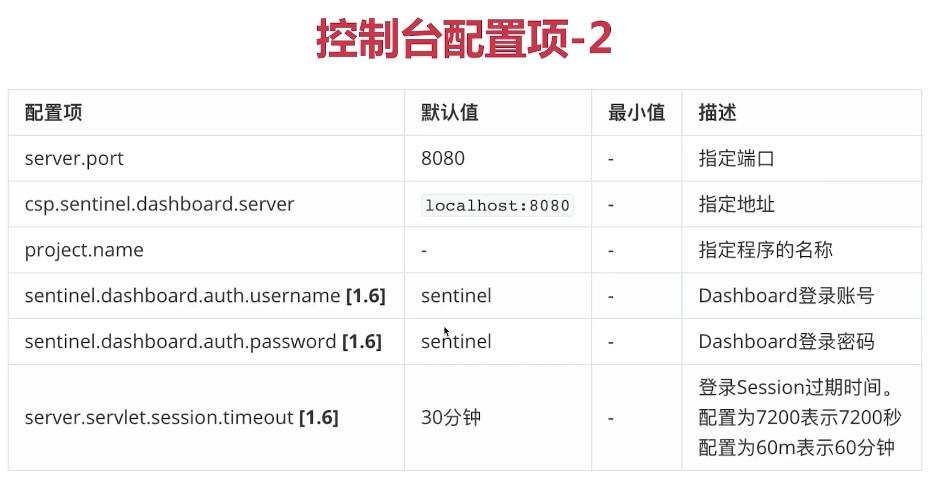 控制台配置项-2
配置项 默认值 最小值 描述
server.port 8080 - 指定端口
csp.sentinel.dashboard.server localhost:8080 - 指定地址
project.name - - 指定程序的名称
sentinel.dashboard.auth.username [1.6] sentinel - Dashboard登录账号
sentinel.dashboard.auth.password [1.6] sentinel - Dashboard登录密码
server.servlet.session.timeout [1.6] 30分钟 - 登录Session过期时间。
配置为7200表示7200秒
配置为60m表示60分钟